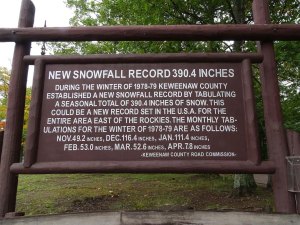 NEW SNOWFALL RECORD 390.4 INCHES
DURING THE WINTER OF 1978-79 KEWEENAW COUNTY
ESTABLISHED A NEW SNOWFALL RECORD BY TABULATING
A SEASONAL TOTAL OF 390.4 INCHES OF SNOW. THIS
COULD BE A NEW RECORD SET IN THE U.S.A. FOR THE
ENTIRE AREA EAST OF THE ROCKIES. THE MONTHLY TAB-
ULATIONS FOR THE WINTER OF 1978-79 ARE AS FOLLOWS:
NOV. 49.2 INCHES, DEC. 116.4 INCHES, JAN. 111.4 INCHES,
FEB. 53.0 INCHES, MAR. 52.6 INCHES, APR. 7.8 INCHES
-KEWEENAW COUNTY ROAD COMMISSION-